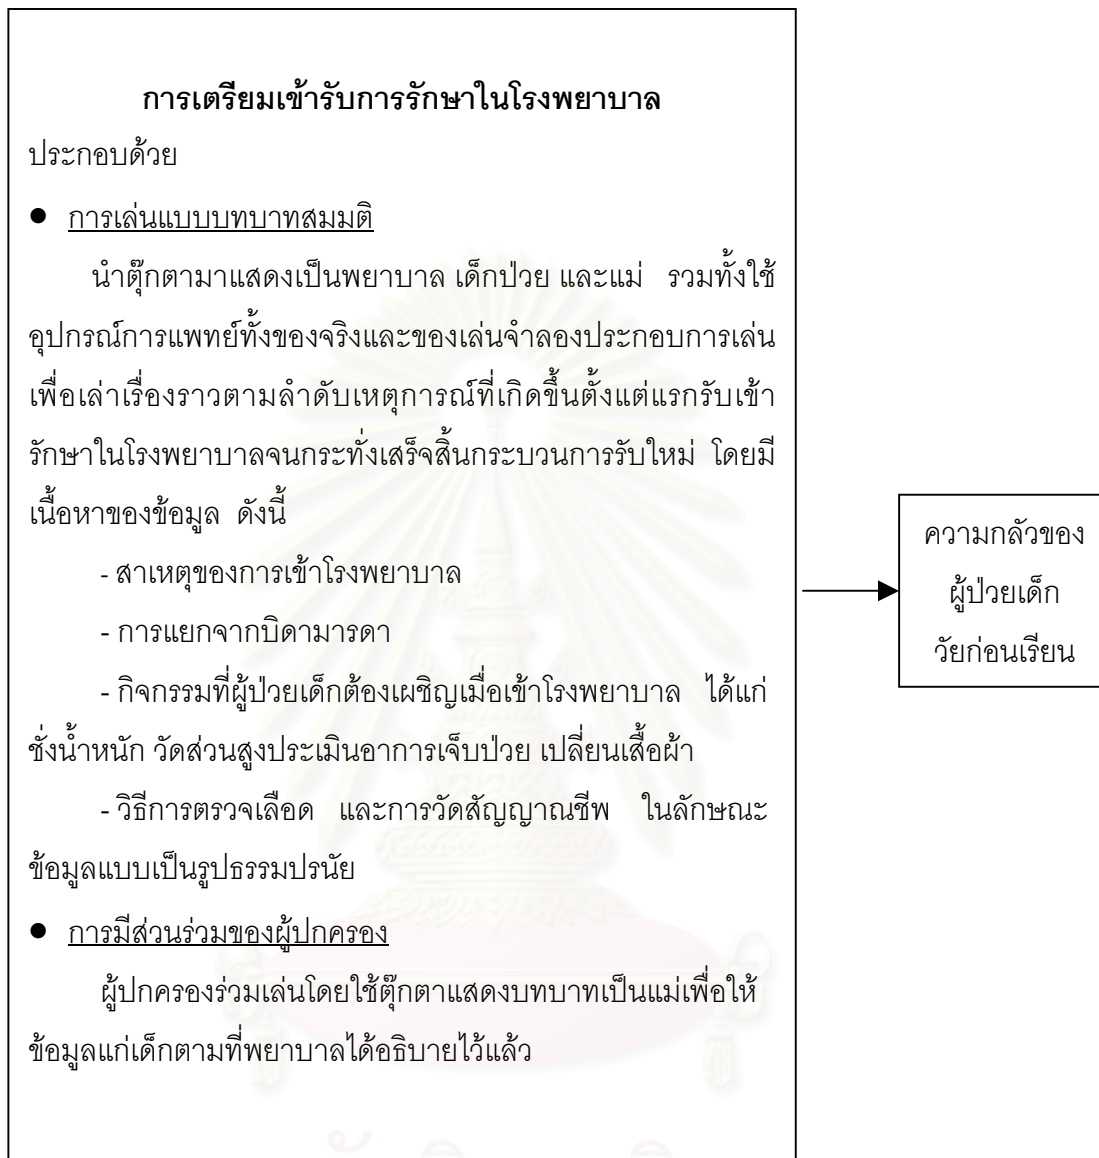 การเตรียมเข้ารับการรักษาในโรงพยาบาล
ประกอบด้วย
● การเล่นแบบบทบาทสมมติ
นำตุ๊กตามาแสดงเป็นพยาบาล เด็กป่วย และแม่ รวมทั้งใช้
อุปกรณ์การแพทย์ทั้งของจริงและของเล่นจำลองประกอบการเล่น
เพื่อเล่าเรื่องราวตามลำดับเหตุการณ์ที่เกิดขึ้นตั้งแต่แรกรับเข้า
รักษาในโรงพยาบาลจนกระทั่งเสร็จสิ้นกระบวนการรับใหม่ โดยมี
เนื้อหาของข้อมูล ดังนี้
- สาเหตุของการเข้าโรงพยาบาล
- การแยกจากบิดามารดา
- กิจกรรมที่ผู้ป่วยเด็กต้องเผชิญเมื่อเข้าโรงพยาบาล ได้แก่
ชั่งน้ำหนัก วัดส่วนสูงประเมินอาการเจ็บป่วย เปลี่ยนเสื้อผ้า
- วิธีการตรวจเลือด และการวัดสัญญาณชีพ ในลักษณะ
ข้อมูลแบบเป็นรูปธรรมปรนัย
● การมีส่วนร่วมของผู้ปกครอง
ผู้ปกครองร่วมเล่นโดยใช้ตุ๊กตาแสดงบทบาทเป็นแม่เพื่อให้
ข้อมูลแก่เด็กตามที่พยาบาลได้อธิบายไว้แล้ว
ความกลัวของ
ผู้ป่วยเด็ก
วัยก่อนเรียน